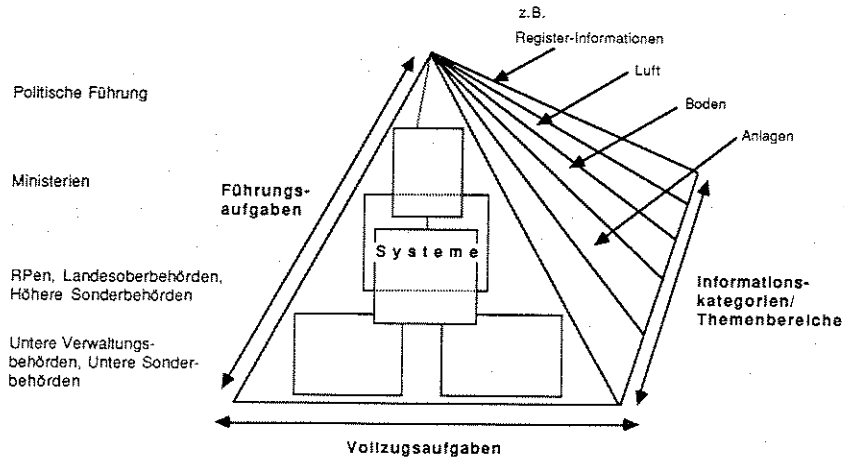 z.B.
Register-Informationen
Luft
Boden
Anlagen
Politische Führung
Ministerien
Führungs-
aufgaben
Systeme
RPen, Landesoberbehörden,
Höhere Sonderbehörden
Informations-
kategorien/
Themenbereiche
Untere Verwaltungs-
behörden, Untere Sonder-
behörden
Vollzugsaufgaben